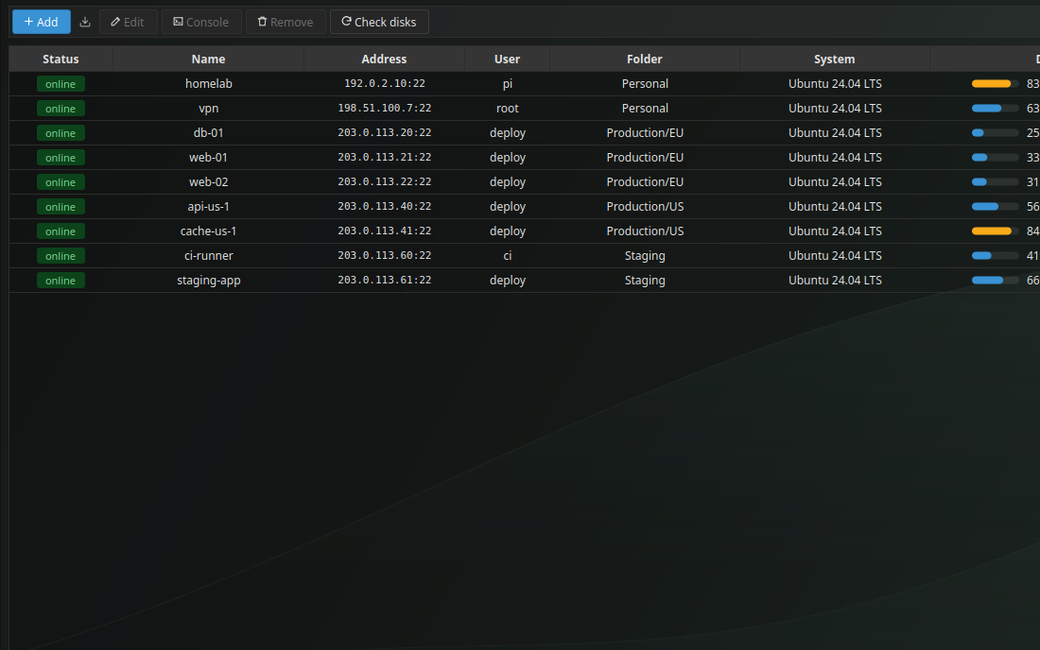 + Add Edit Console Remove Check disks
Status Name Address User Folder System
online homelab 192.0.2.10:22 pi Personal Ubuntu 24.04 LTS 83
online vpn 198.51.100.7:22 root Personal Ubuntu 24.04 LTS 63
online db-01 203.0.113.20:22 deploy Production/EU Ubuntu 24.04 LTS 25
online web-01 203.0.113.21:22 deploy Production/EU Ubuntu 24.04 LTS 33
online web-02 203.0.113.22:22 deploy Production/EU Ubuntu 24.04 LTS 31
online api-us-1 203.0.113.40:22 deploy Production/US Ubuntu 24.04 LTS 56
online cache-us-1 203.0.113.41:22 deploy Production/US Ubuntu 24.04 LTS 84
online ci-runner 203.0.113.60:22 ci Staging Ubuntu 24.04 LTS 41
online staging-app 203.0.113.61:22 deploy Staging Ubuntu 24.04 LTS 66